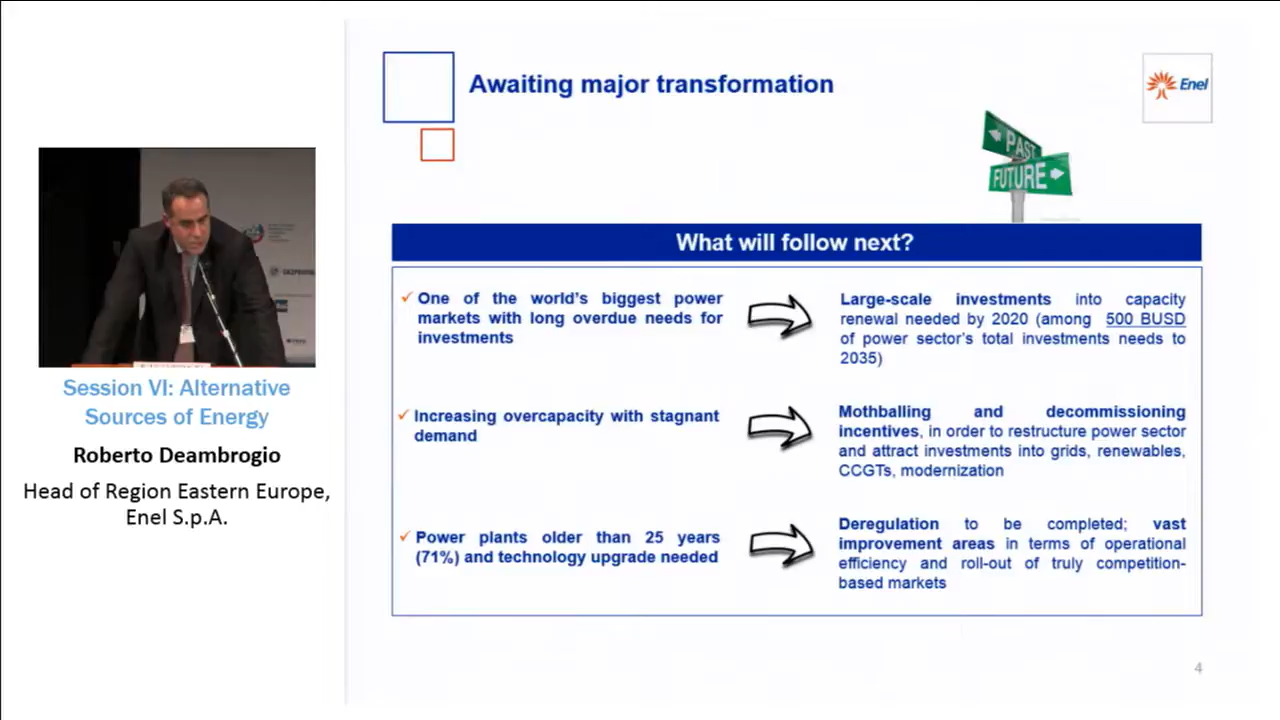 Awaiting major transformation
Enel
PAST
FUTURE
What will follow next?
✓ One of the world's biggest power
markets with long overdue needs for
investments
Large-scale investments into capacity
renewal needed by 2020 (among 500 BUSD
of power sector's total investments needs to
2035)
✓ Increasing overcapacity with stagnant
demand
Mothballing and decommissioning
incentives, in order to restructure power sector
and attract investments into grids, renewables,
CCGTs, modernization
✓ Power plants older than 25 years
(71%) and technology upgrade needed
Deregulation to be completed; vast
improvement areas in terms of operational
efficiency and roll-out of truly competition-
based markets
4
Session VI: Alternative
Sources of Energy
Roberto Deambrogio
Head of Region Eastern Europe,
Enel S.p.A.